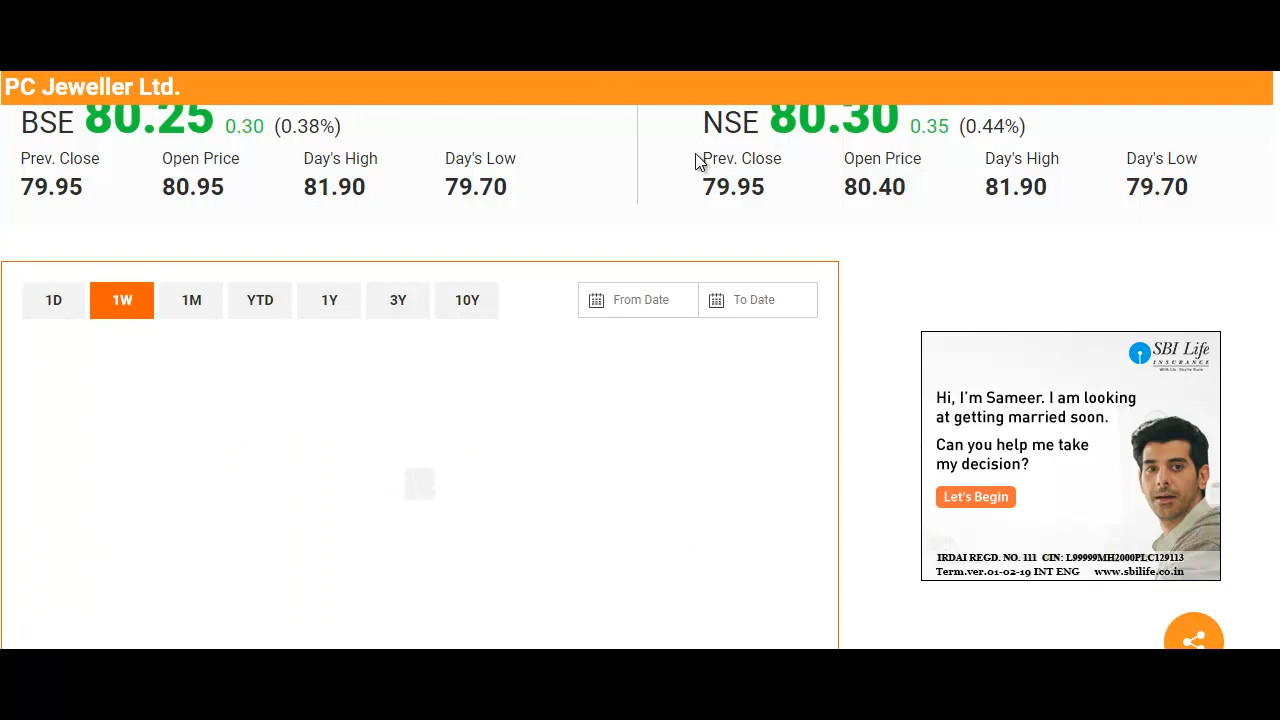 PC Jeweller Ltd.
BSE 80.25 0.30 (0.38%)
Prev. Close Open Price Day's High Day's Low
79.95 80.95 81.90 79.70
NSE 80.30 0.35 (0.44%)
Prev. Close Open Price Day's High Day's Low
79.95 80.40 81.90 79.70
1D 1W 1M YTD 1Y 3Y 10Y From Date To Date
SBI Life
INSURANCE
Hi, I'm Sameer. I am looking
at getting married soon.
Can you help me take
my decision?
Let's Begin
IRDAI REGD. NO. 111 CIN: L99999MH2000PLC129113
Term.ver.01-02-19 INT ENG www.sbilife.co.in